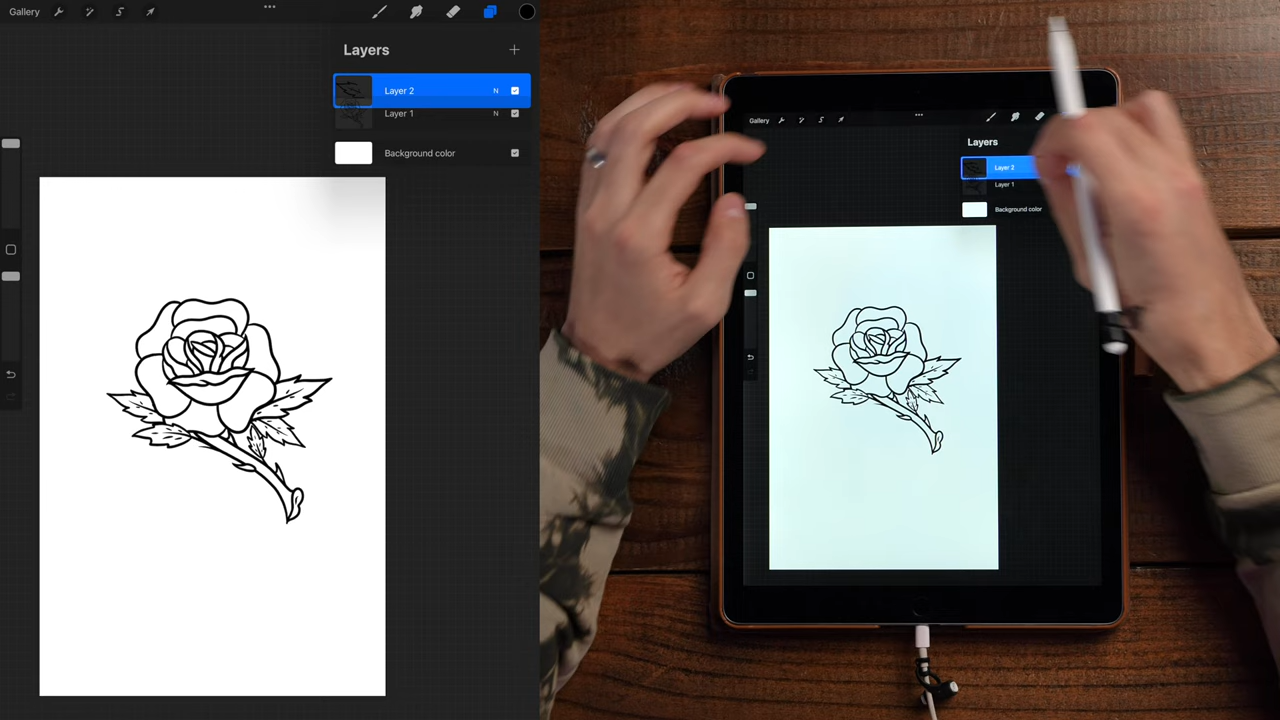 Gallery
Layers
Layer 2 N
Layer 1 N
Background color
Gallery
Layers
Layer 2
Layer 1
Background color